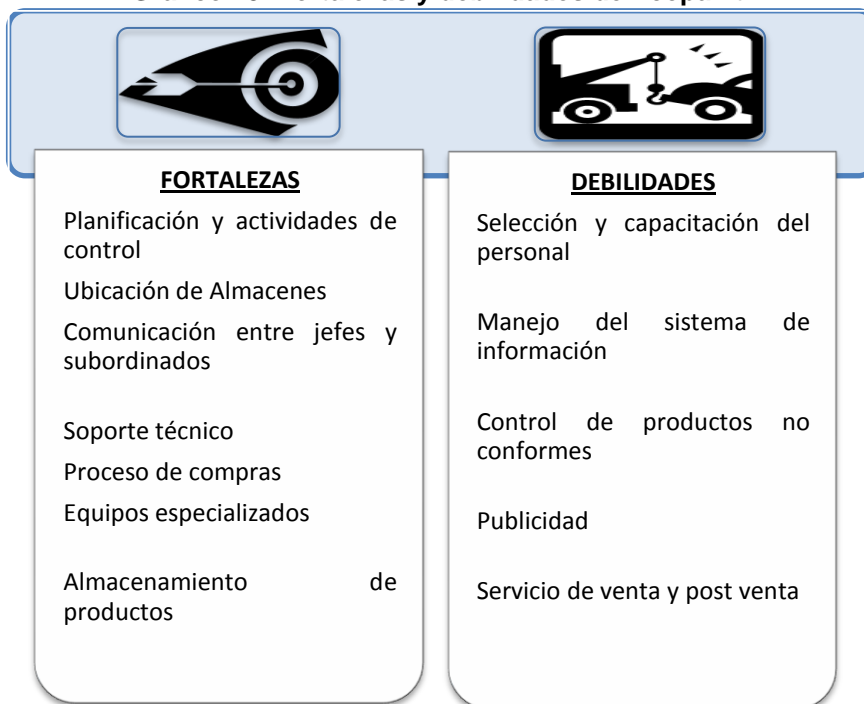 FORTALEZAS
Planificación y actividades de
control
Ubicación de Almacenes
Comunicación entre jefes y
subordinados
Soporte técnico
Proceso de compras
Equipos especializados
Almacenamiento de
productos
DEBILIDADES
Selección y capacitación del
personal
Manejo del sistema de
información
Control de productos no
conformes
Publicidad
Servicio de venta y post venta